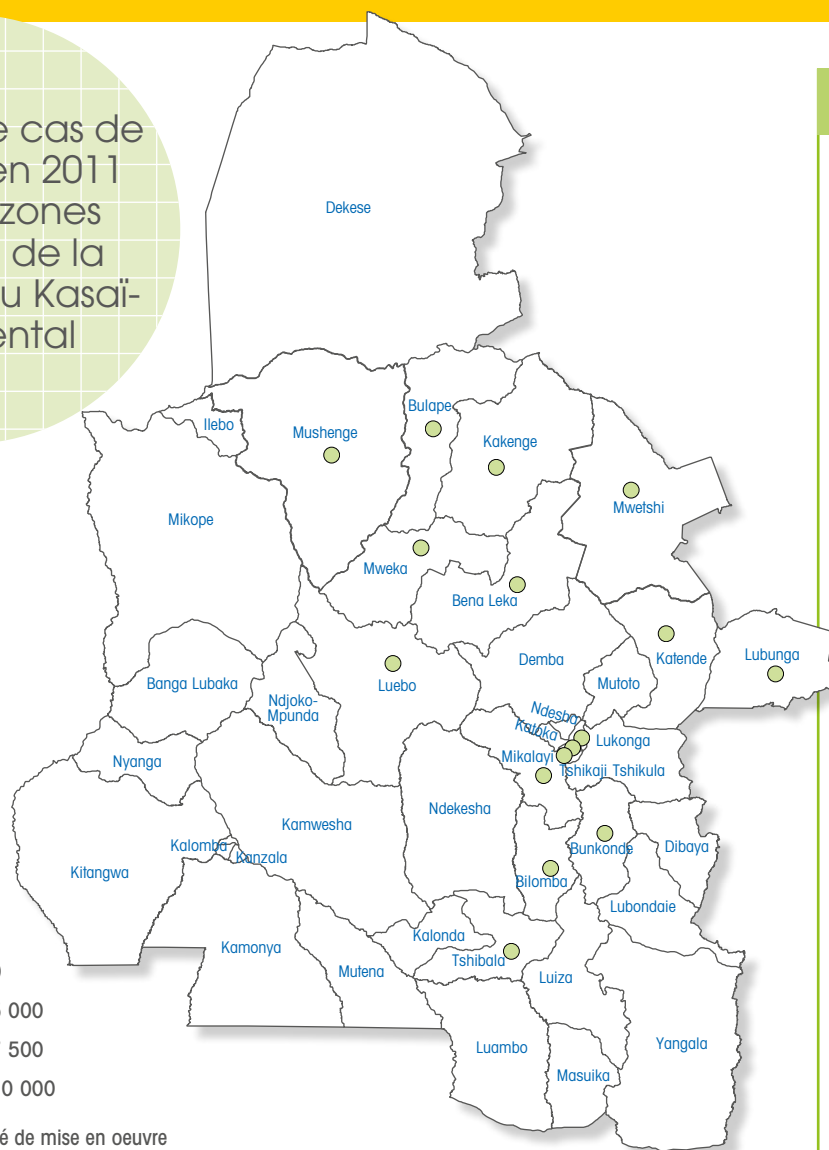 e cas de
en 2011
zones
de la
u Kasaï-
ental
Dekese
Ilebo
Mushenge
Bulape
Kakenge
Mwetshi
Mikope
Mweka
Bena Leka
Banga Lubaka
Ndjoko-
Mpunda
Luebo
Demba
Mutoto
Katende
Lubunga
Ndesha
Katoka
Lukonga
Mikalayi
Tshikaji Tshikula
Nyanga
Kamwesha
Ndekesha
Kalomba
Kanzala
Kitangwa
Bunkonde
Dibaya
Bilomba
Lubondaie
Kamonya
Kalonda
Tshibala
Mutena
Luiza
Luambo
Masuika
Yangala
000
500
0 000
é de mise en oeuvre